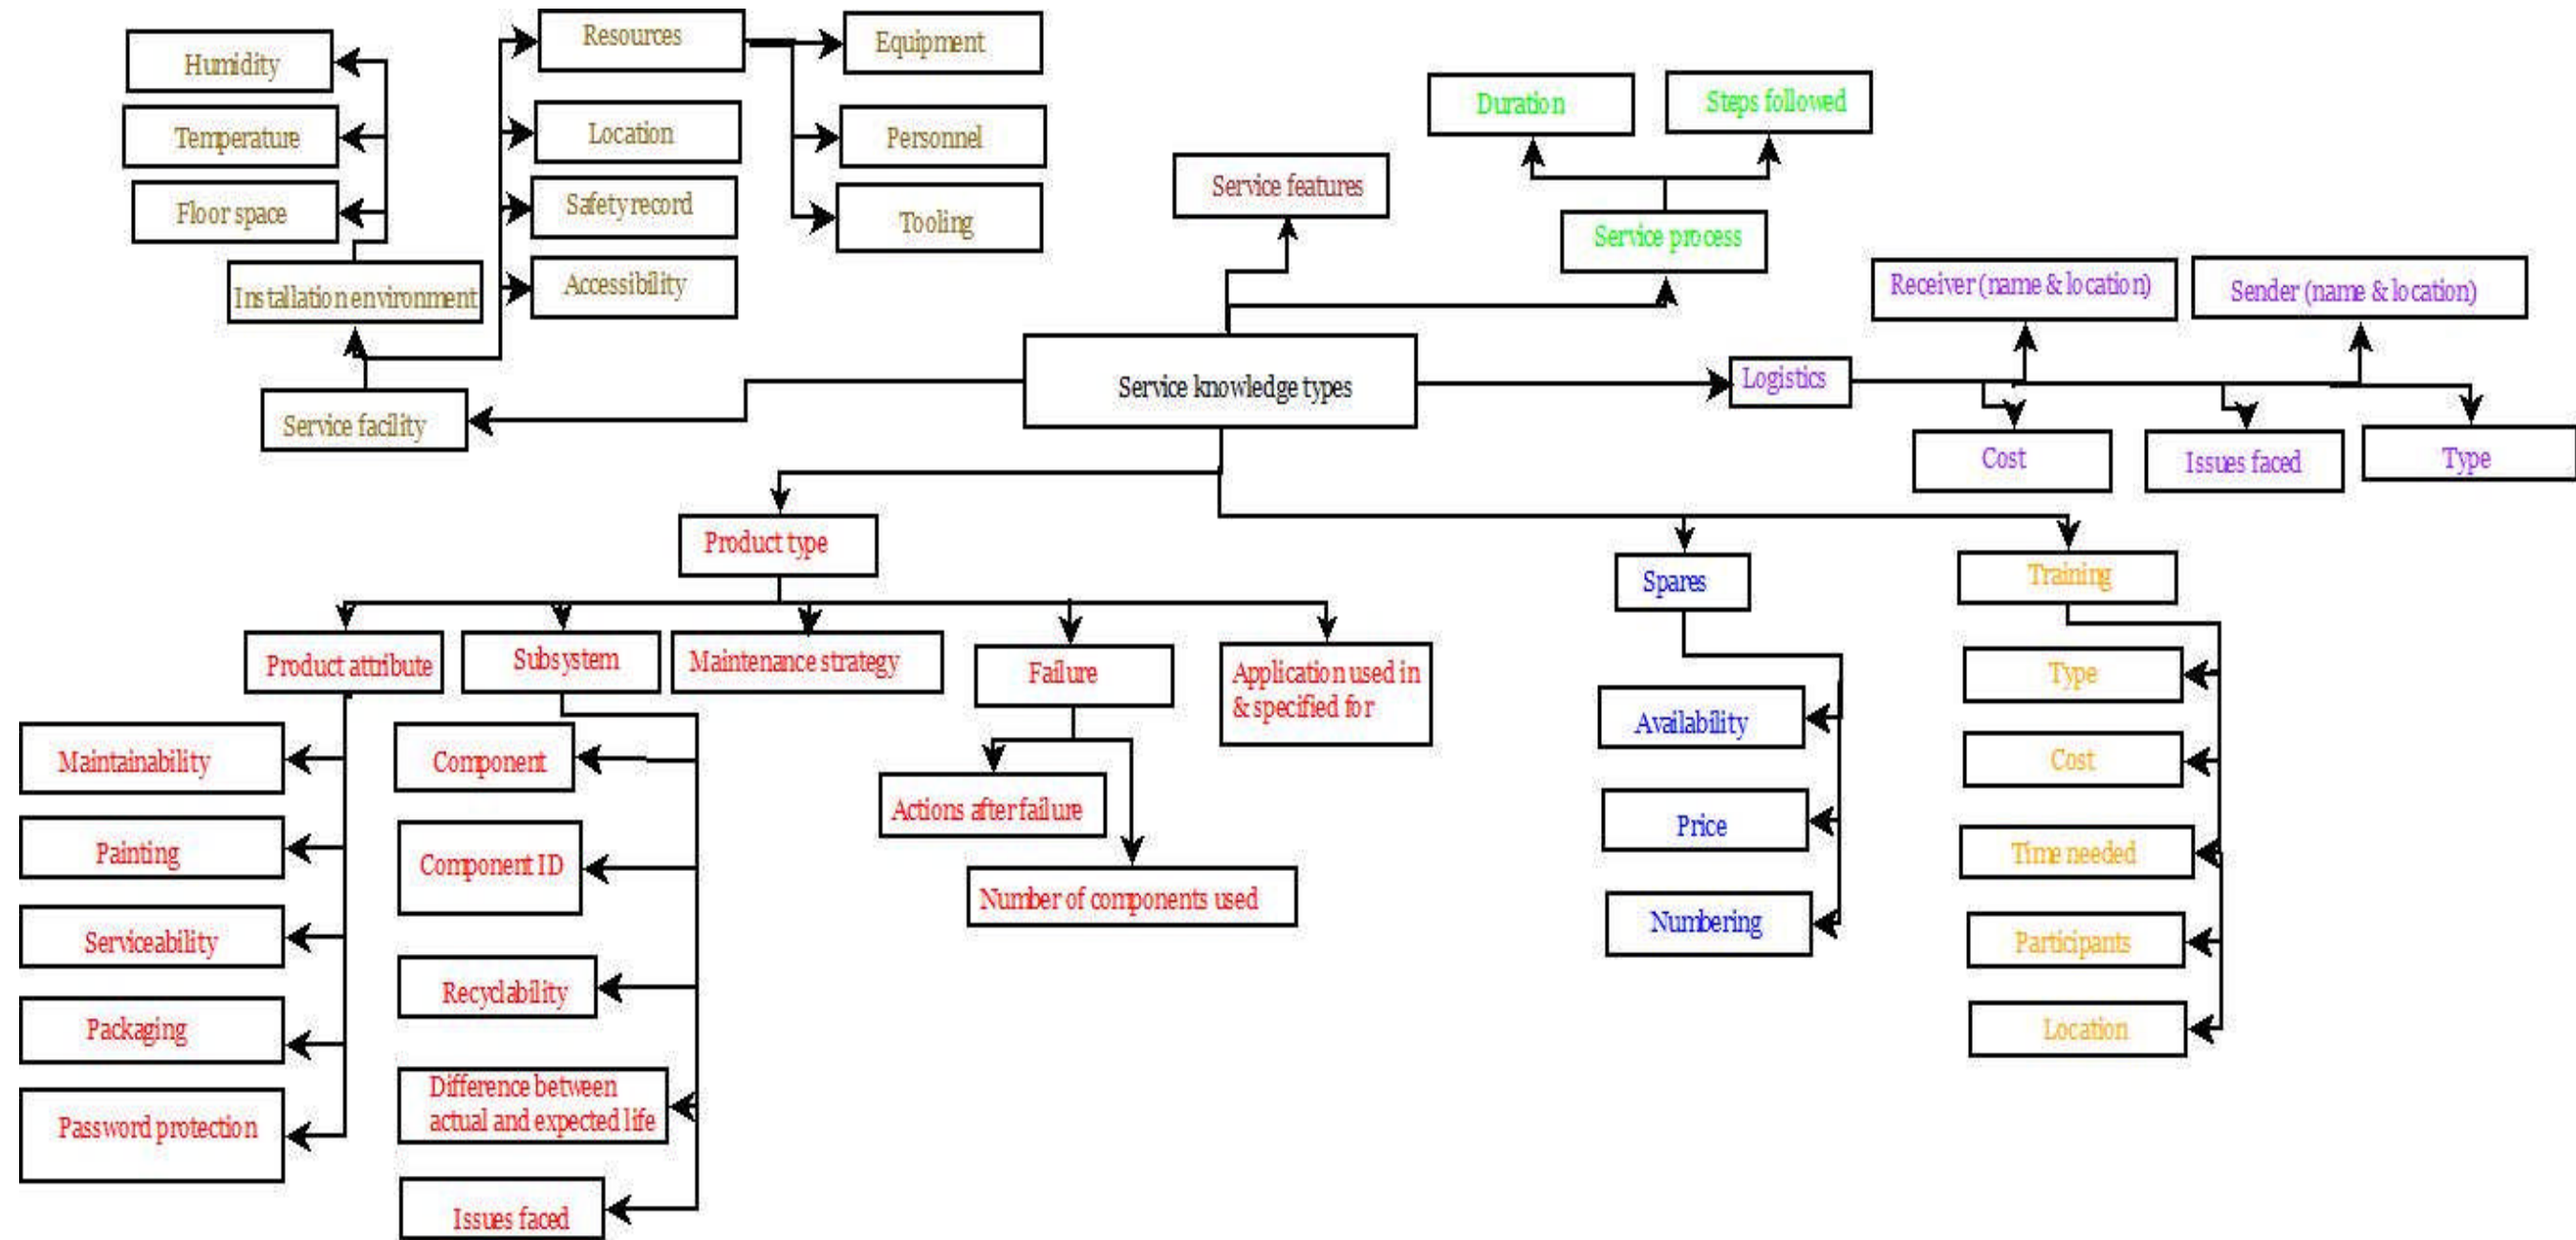 Humidity
Temperature
Floor space
Installation environment
Service facility
Resources
Location
Safety record
Accessibility
Equipment
Personnel
Tooling
Service features
Duration
Steps followed
Service process
Service knowledge types
Logistics
Receiver (name & location)
Sender (name & location)
Cost
Issues faced
Type
Product type
Product attribute
Subsystem
Maintenance strategy
Failure
Application used in
& specified for
Maintainability
Painting
Serviceability
Packaging
Password protection
Component
Component ID
Recyclability
Difference between
actual and expected life
Issues faced
Actions after failure
Number of components used
Spares
Availability
Price
Numbering
Training
Type
Cost
Time needed
Participants
Location